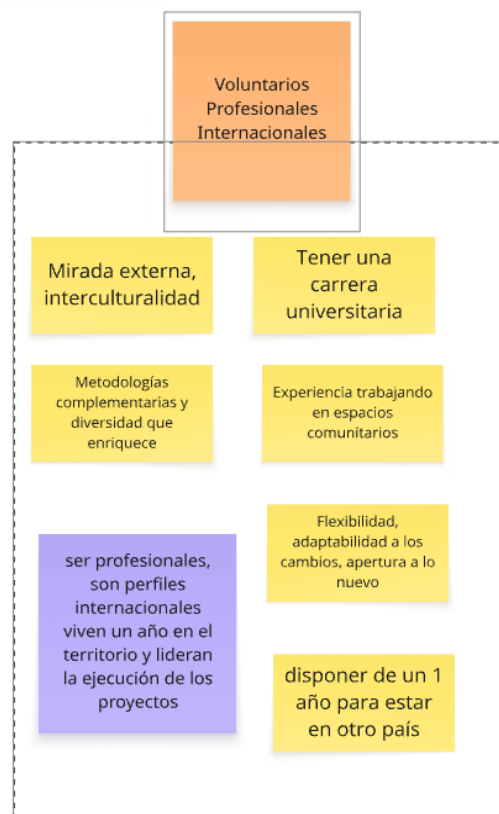 Voluntarios
Profesionales
Internacionales
Mirada externa,
interculturalidad
Tener una
carrera
universitaria
Metodologías
complementarias y
diversidad que
enriquece
Experiencia trabajando
en espacios
comunitarios
Flexibilidad,
adaptabilidad a los
cambios, apertura a lo
nuevo
ser profesionales,
son perfiles
internacionales
viven un año en el
territorio y lideran
la ejecución de los
proyectos
disponer de un 1
año para estar
en otro país